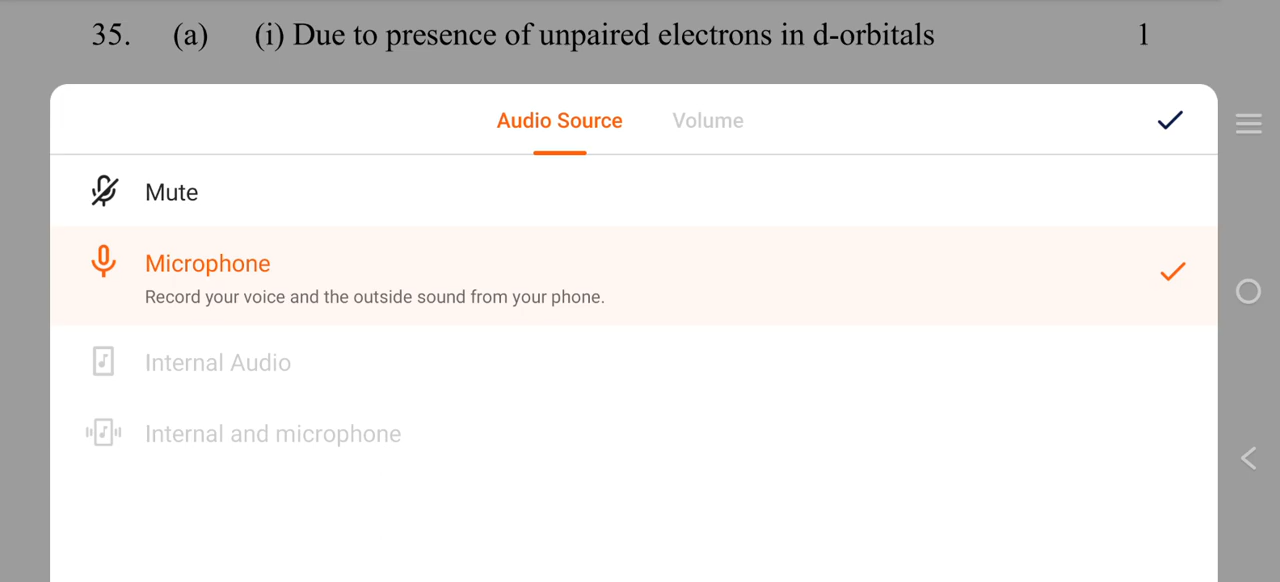 35. (a) (i) Due to presence of unpaired electrons in d-orbitals 1
Audio Source Volume
Mute
Microphone
Record your voice and the outside sound from your phone.
Internal Audio
Internal and microphone